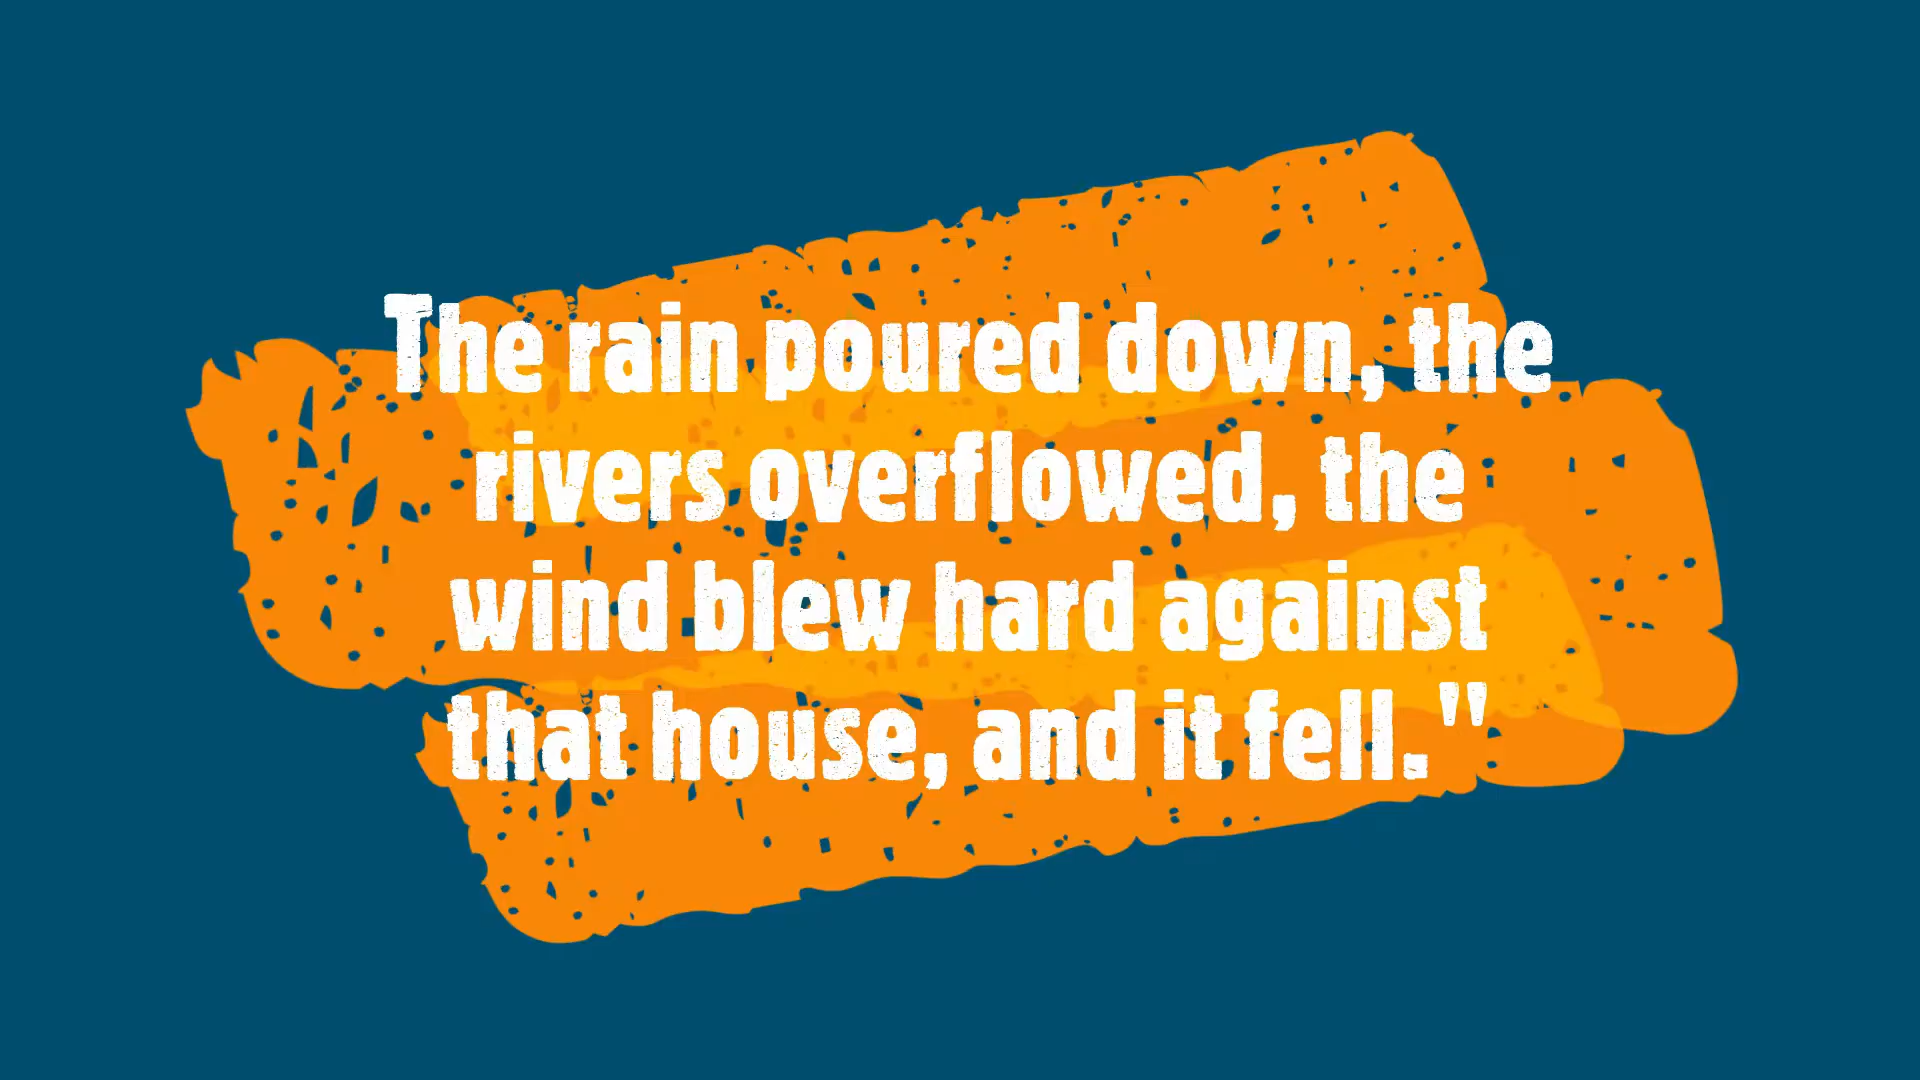 The rain poured down, the
rivers overflowed, the
wind blew hard against
that house, and it fell."